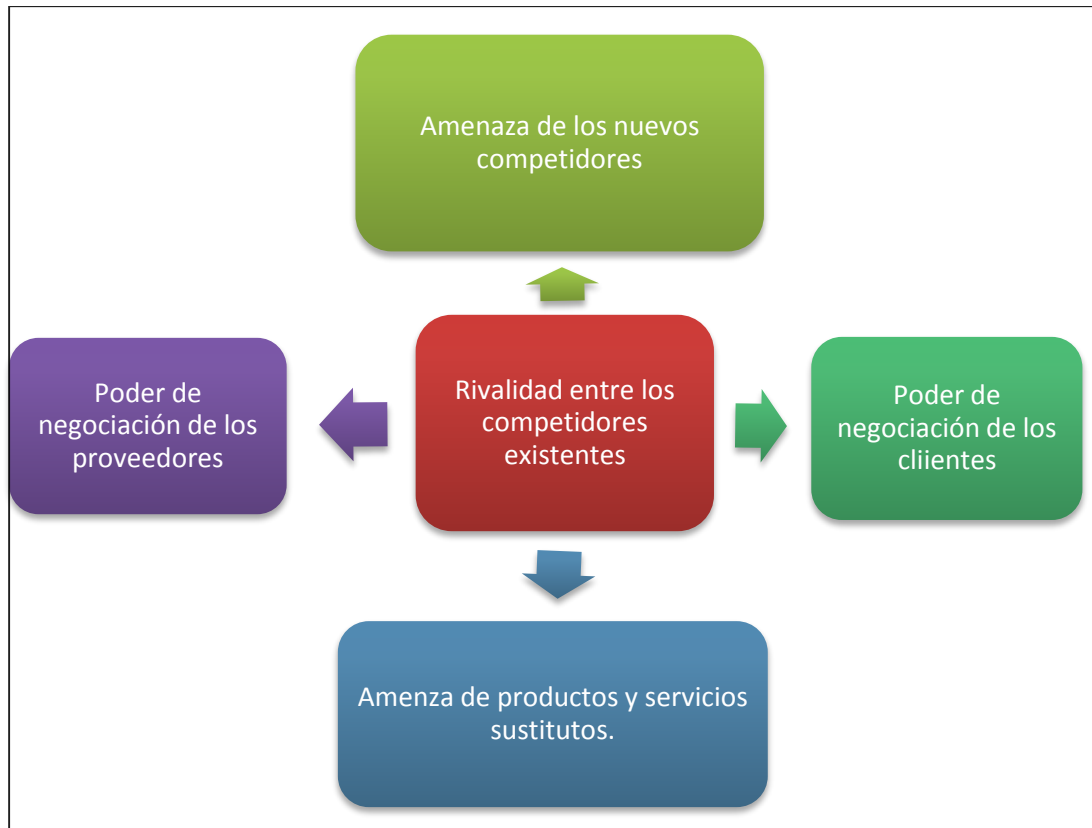 Amenaza de los nuevos
competidores
Poder de
negociación de los
proveedores
Rivalidad entre los
competidores
existentes
Poder de
negociación de los
cliientes
Amenza de productos y servicios
sustitutos.